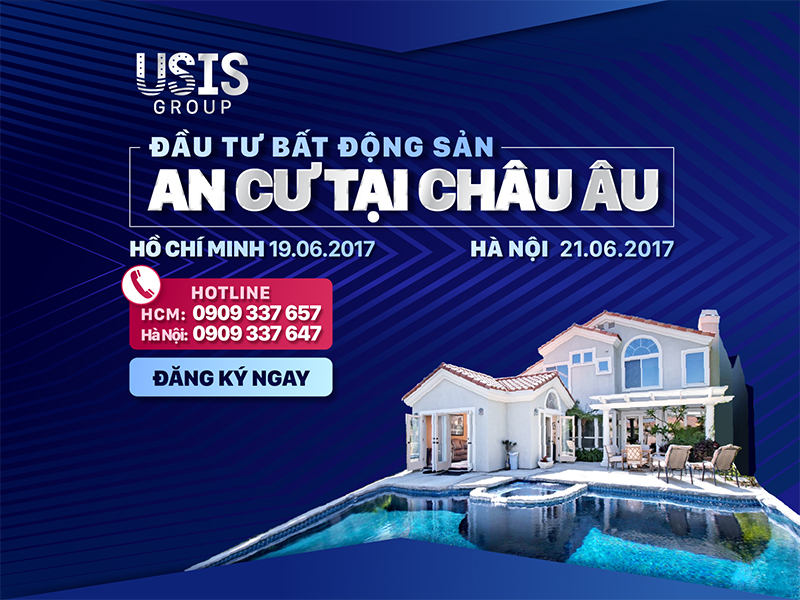 USIS
GROUP
ĐẦU TƯ BẤT ĐỘNG SẢN
AN CƯ TẠI CHÂU ÂU
HỒ CHÍ MINH 19.06.2017
HÀ NỘI 21.06.2017
HOTLINE
HCM: 0909 337 657
Hà Nội: 0909 337 647
ĐĂNG KÝ NGAY